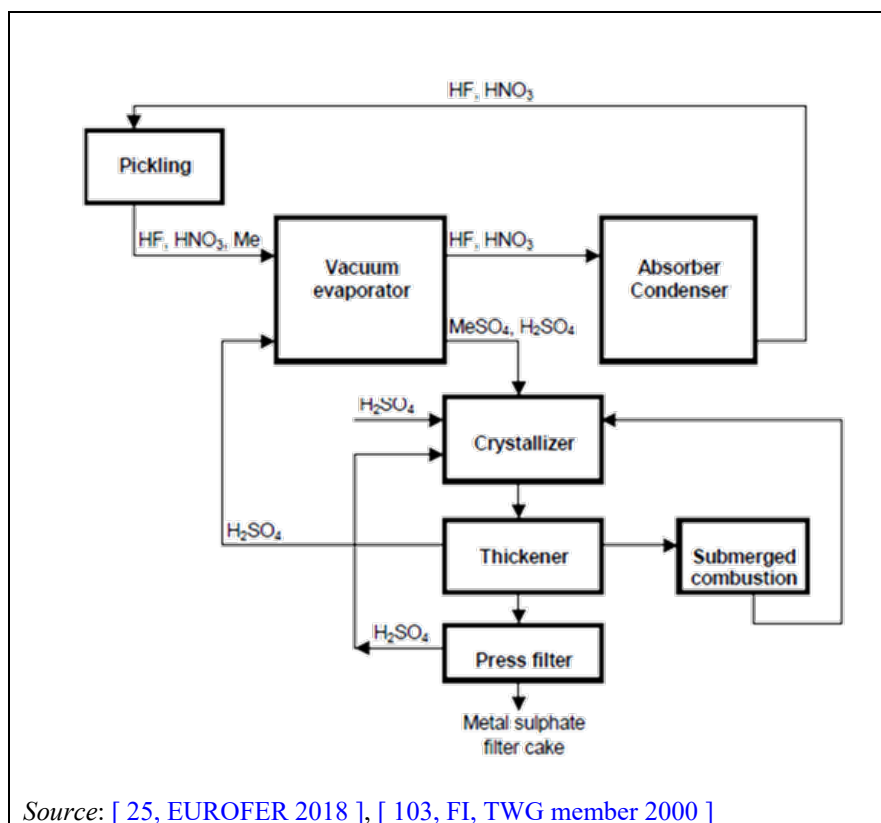 HF, HNO₃
Pickling
HF, HNO₃, Me
HF, HNO₃
Vacuum
evaporator
Absorber
Condenser
MeSO₄, H₂SO₄
H₂SO₄
Crystallizer
H₂SO₄
Thickener
Submerged
combustion
H₂SO₄
Press filter
Metal sulphate
filter cake
Source: [ 25, EUROFER 2018 ], [ 103, FI, TWG member 2000 ]